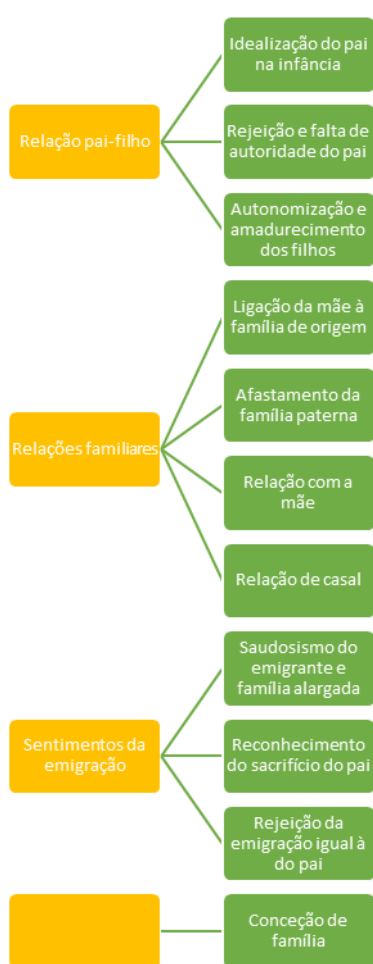 Relação pai-filho
Idealização do pai
na infância
Rejeição e falta de
autoridade do pai
Autonomização e
amadurecimento
dos filhos
Relações familiares
Ligação da mãe à
família de origem
Afastamento da
família paterna
Relação com a
mãe
Relação de casal
Sentimentos da
emigração
Saudosismo do
emigrante e
família alargada
Reconhecimento
do sacrifício do pai
Rejeição da
emigração igual à
do pai
Conceção de
família